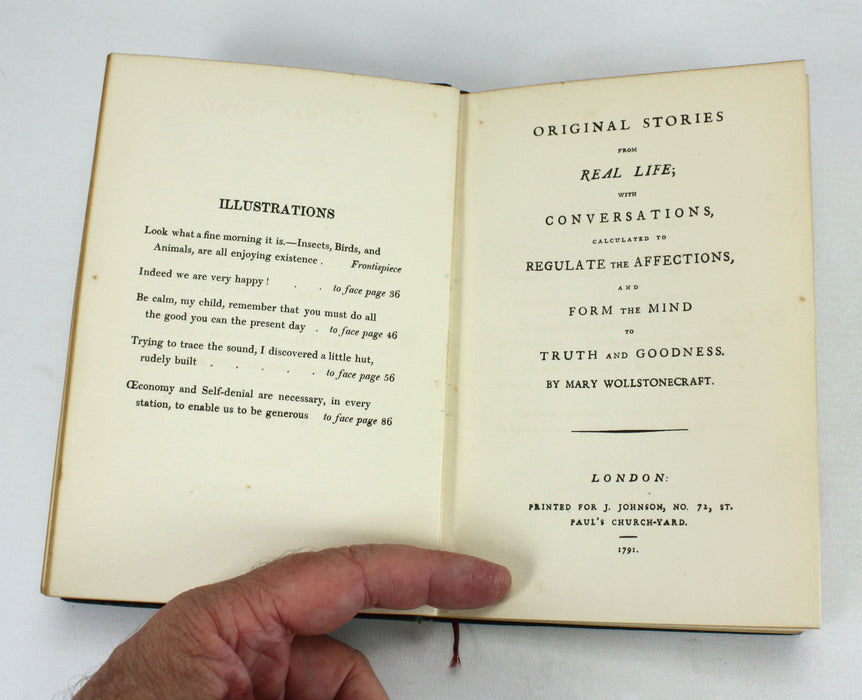 ILLUSTRATIONS
Look what a fine morning it is.—Insects, Birds, and
Animals, are all enjoying existence . Frontispiece
Indeed we are very happy! . . to face page 36
Be calm, my child, remember that you must do all
the good you can the present day . to face page 46
Trying to trace the sound, I discovered a little hut,
rudely built . . . . . to face page 56
Œconomy and Self-denial are necessary, in every
station, to enable us to be generous to face page 86
ORIGINAL STORIES
FROM
REAL LIFE;
WITH
CONVERSATIONS,
CALCULATED TO
REGULATE THE AFFECTIONS,
AND
FORM THE MIND
TO
TRUTH AND GOODNESS.
BY MARY WOLLSTONECRAFT.
LONDON:
PRINTED FOR J. JOHNSON, NO. 72, ST.
PAUL'S CHURCH-YARD.
1791.